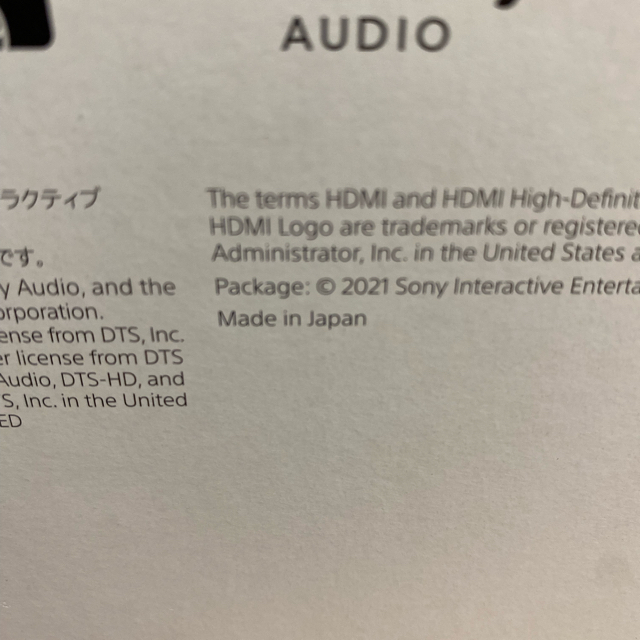 AUDIO
ラクティブ
です。
y Audio, and the
orporation.
ense from DTS, Inc.
er license from DTS
Audio, DTS-HD, and
S, Inc. in the United
ED
The terms HDMI and HDMI High-Definit
HDMI Logo are trademarks or registere
Administrator, Inc. in the United States a
Package: © 2021 Sony Interactive Enterta
Made in Japan